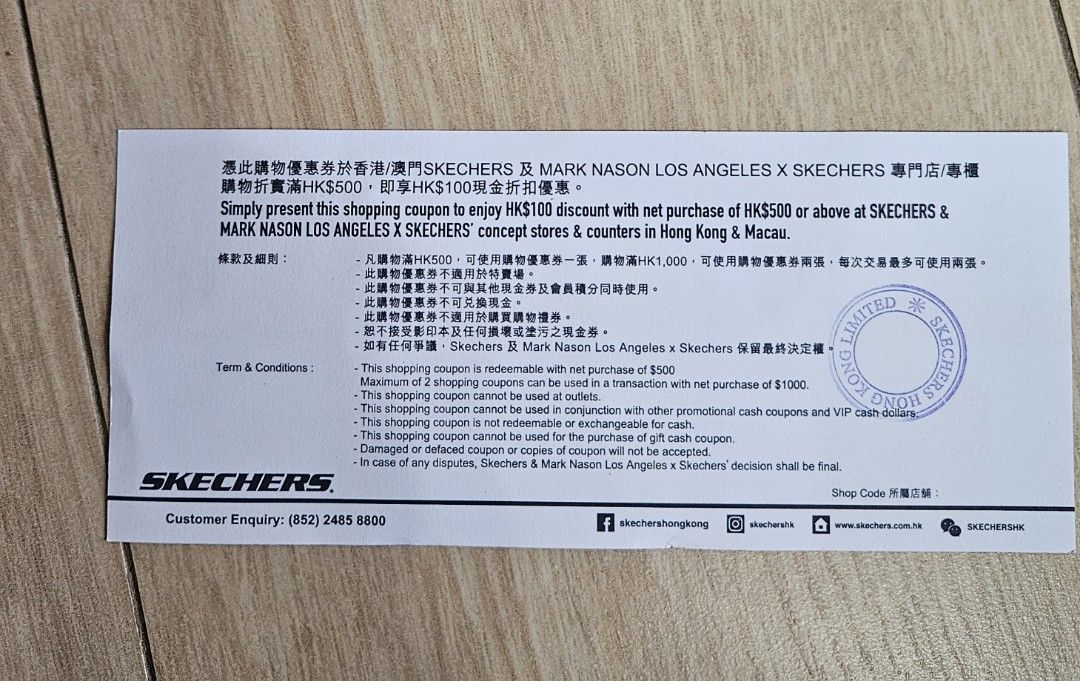 憑此購物優惠券於香港/澳門SKECHERS 及 MARK NASON LOS ANGELES X SKECHERS 專門店/專櫃
購物折實滿HK$500，即享HK$100現金折扣優惠。
Simply present this shopping coupon to enjoy HK$100 discount with net purchase of HK$500 or above at SKECHERS &
MARK NASON LOS ANGELES X SKECHERS' concept stores & counters in Hong Kong & Macau.
條款及細則：
- 凡購物滿HK500，可使用購物優惠券一張，購物滿HK1,000，可使用購物優惠券兩張，每次交易最多可使用兩張。
- 此購物優惠券不適用於特賣場。
- 此購物優惠券不可與其他現金券及會員積分同時使用。
- 此購物優惠券不可兌換現金。
- 此購物優惠券不適用於購買購物禮券。
- 恕不接受影印本及任何損壞或塗污之現金券。
- 如有任何爭議，Skechers 及 Mark Nason Los Angeles x Skechers 保留最終決定權。
SKECHERS HONG KONG LIMITED
Term & Conditions :
- This shopping coupon is redeemable with net purchase of $500
Maximum of 2 shopping coupons can be used in a transaction with net purchase of $1000.
- This shopping coupon cannot be used at outlets.
- This shopping coupon cannot be used in conjunction with other promotional cash coupons and VIP cash dollars.
- This shopping coupon is not redeemable or exchangeable for cash.
- This shopping coupon cannot be used for the purchase of gift cash coupon.
- Damaged or defaced coupon or copies of coupon will not be accepted.
- In case of any disputes, Skechers & Mark Nason Los Angeles x Skechers' decision shall be final.
SKECHERS.
Shop Code 所屬店舖：
Customer Enquiry: (852) 2485 8800
skechershongkong
skechershk
www.skechers.com.hk
SKECHERSHK